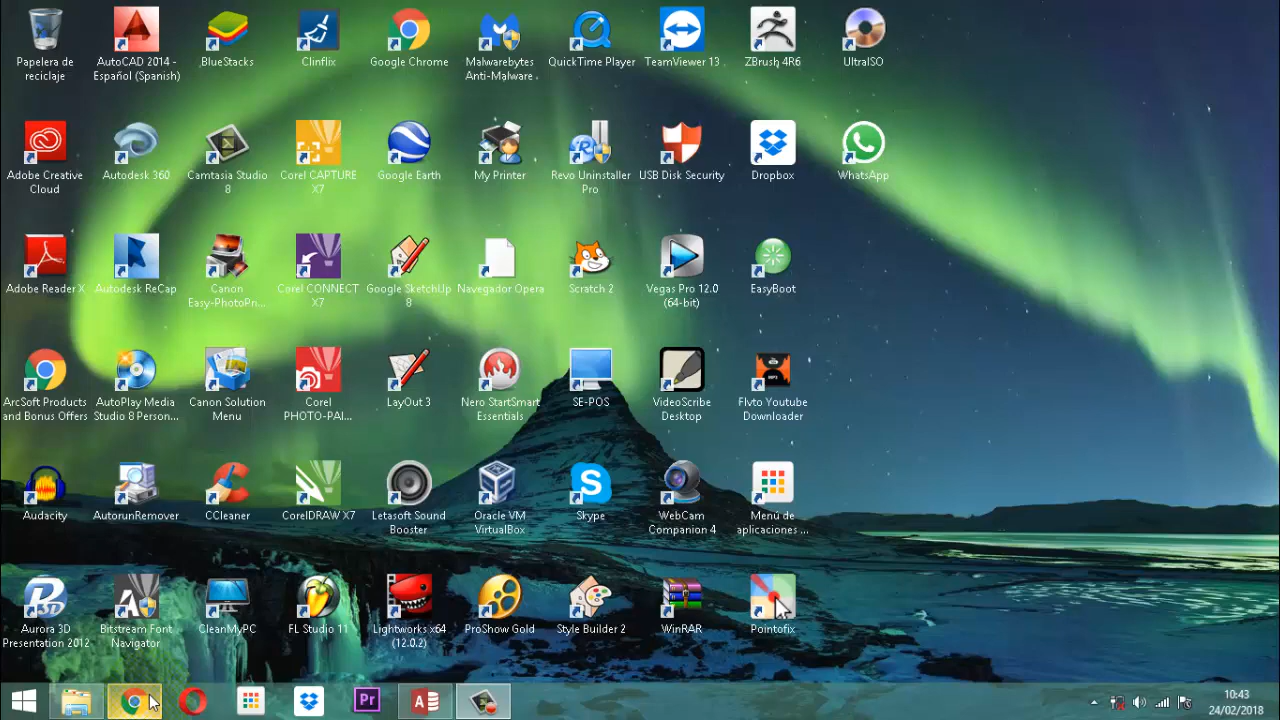 Papelera de
reciclaje
AutoCAD 2014 -
Español (Spanish)
BlueStacks
Clinflix
Google Chrome
Malwarebytes
Anti-Malware
QuickTime Player
TeamViewer 13
ZBrush 4R6
UltraISO
Adobe Creative
Cloud
Autodesk 360
Camtasia Studio
8
Corel CAPTURE
X7
Google Earth
My Printer
Revo Uninstaller
Pro
USB Disk Security
Dropbox
WhatsApp
Adobe Reader X
Autodesk ReCap
Canon
Easy-PhotoPri...
Corel CONNECT
X7
Google SketchUp
8
Navegador Opera
Scratch 2
Vegas Pro 12.0
(64-bit)
EasyBoot
ArcSoft Products
and Bonus Offers
AutoPlay Media
Studio 8 Person...
Canon Solution
Menu
Corel
PHOTO-PAI...
LayOut 3
Nero StartSmart
Essentials
SE-POS
VideoScribe
Desktop
Flvto Youtube
Downloader
Audacity
AutorunRemover
CCleaner
CorelDRAW X7
Letasoft Sound
Booster
Oracle VM
VirtualBox
Skype
WebCam
Companion 4
Menú de
aplicaciones ...
Aurora 3D
Presentation 2012
Bitstream Font
Navigator
CleanMyPC
FL Studio 11
Lightworks x64
(12.0.2)
ProShow Gold
Style Builder 2
WinRAR
Pointofix
Pr
10:43
24/02/2018